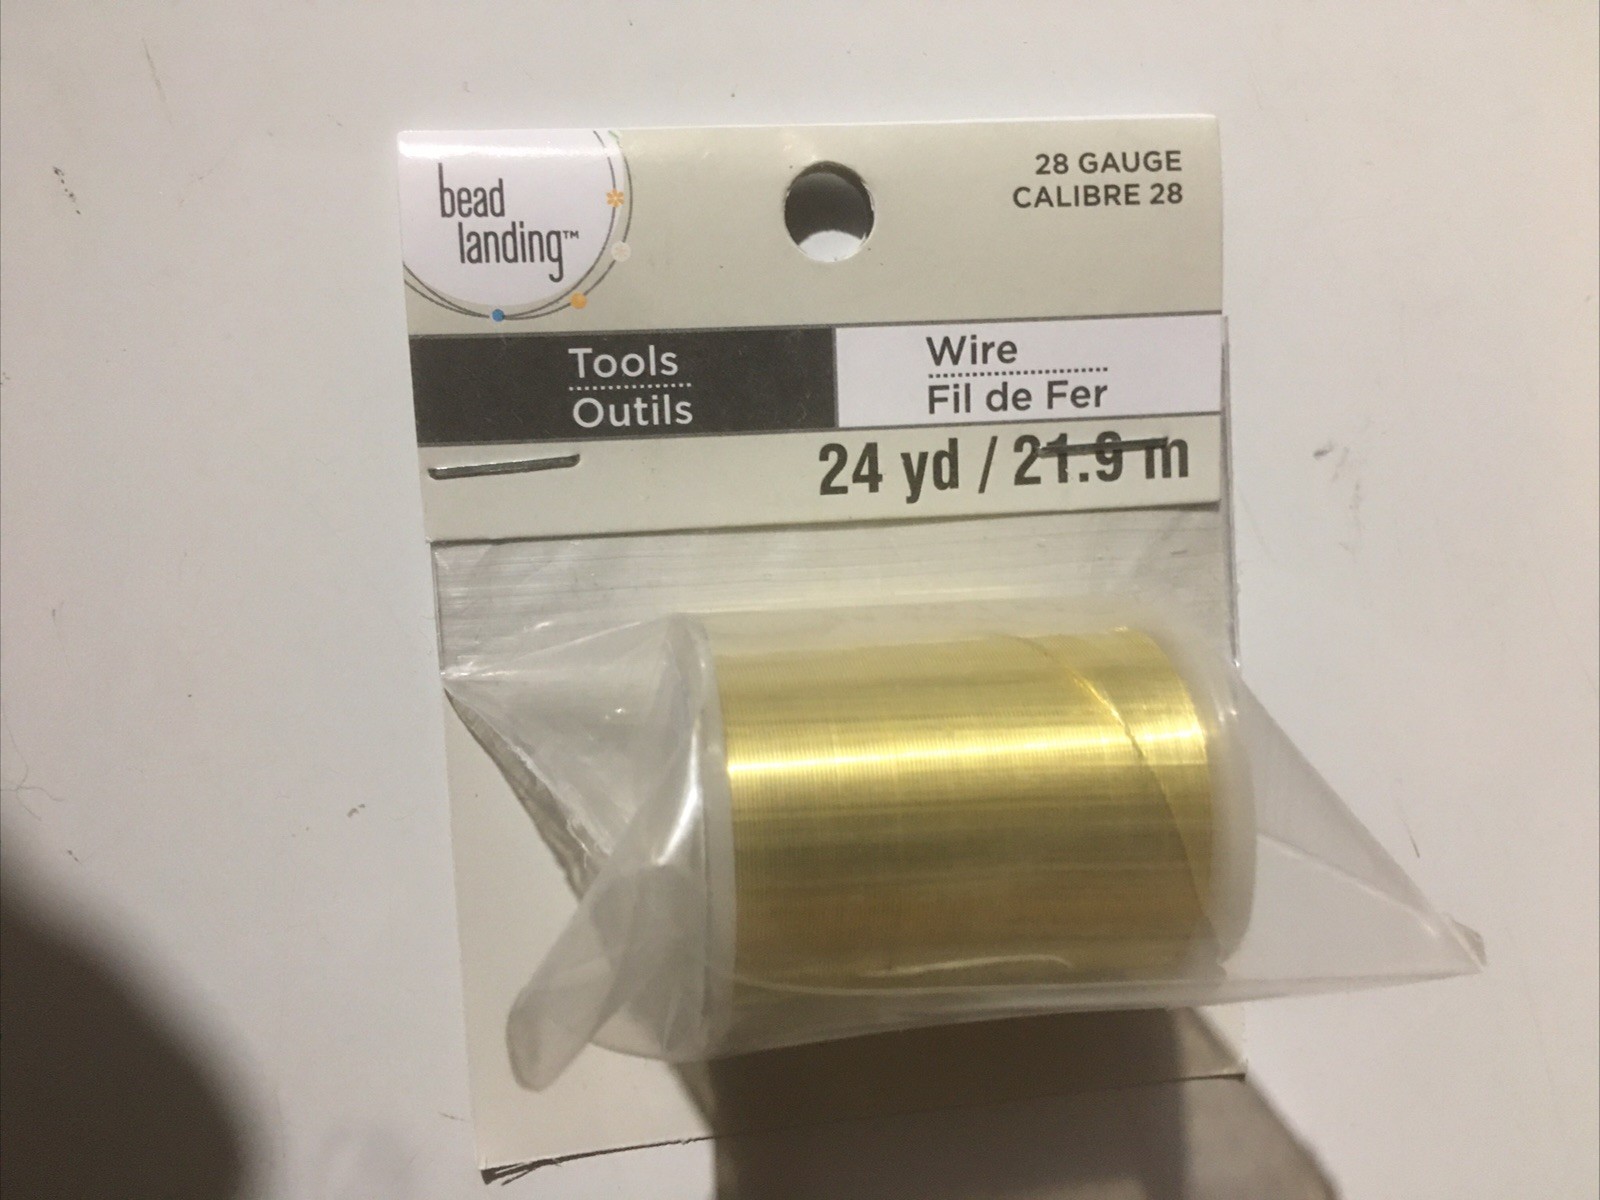 bead
landing™
28 GAUGE
CALIBRE 28
Tools
Outils
Wire
Fil de Fer
24 yd / 21.9 m